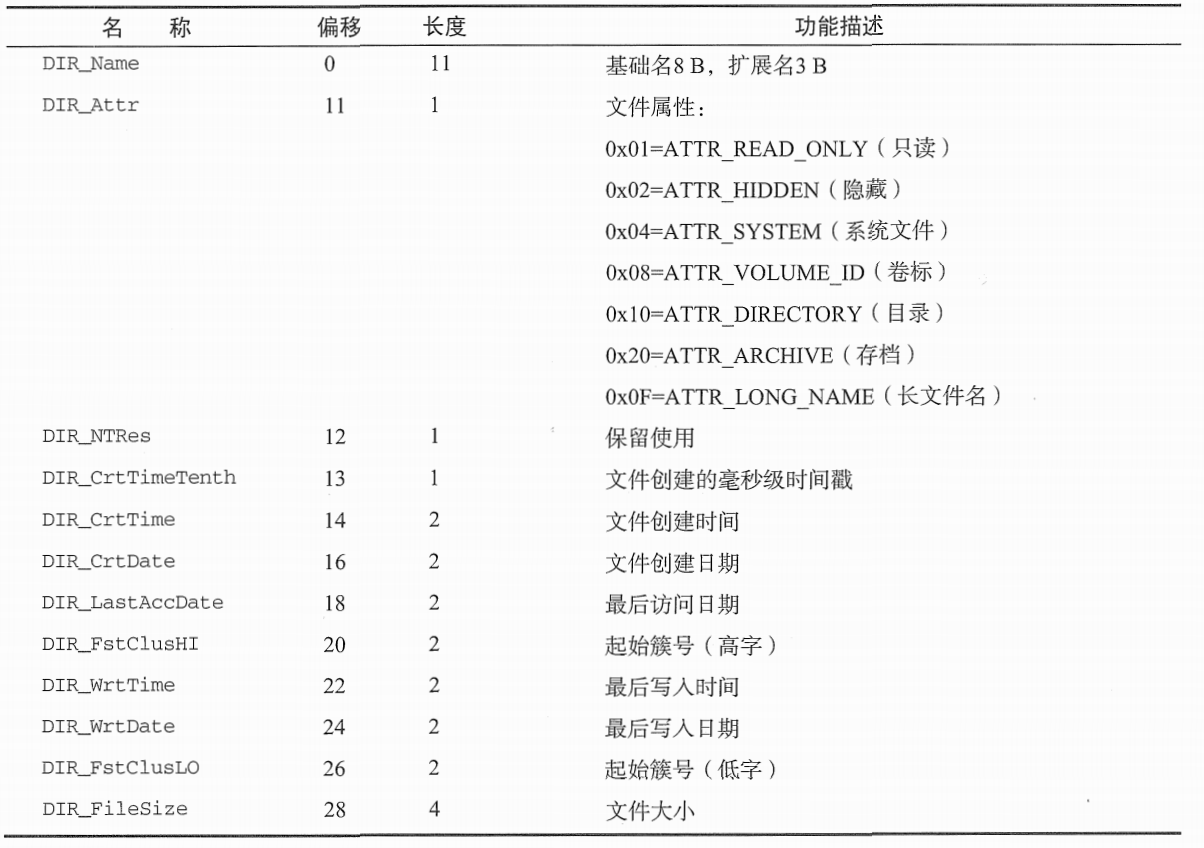 名 称 偏移 长度 功能描述
DIR_Name 0 11 基础名8 B，扩展名3 B
DIR_Attr 11 1 文件属性：
0x01=ATTR_READ_ONLY（只读）
0x02=ATTR_HIDDEN（隐藏）
0x04=ATTR_SYSTEM（系统文件）
0x08=ATTR_VOLUME_ID（卷标）
0x10=ATTR_DIRECTORY（目录）
0x20=ATTR_ARCHIVE（存档）
0x0F=ATTR_LONG_NAME（长文件名）
DIR_NTRes 12 1 保留使用
DIR_CrtTimeTenth 13 1 文件创建的毫秒级时间戳
DIR_CrtTime 14 2 文件创建时间
DIR_CrtDate 16 2 文件创建日期
DIR_LastAccDate 18 2 最后访问日期
DIR_FstClusHI 20 2 起始簇号（高字）
DIR_WrtTime 22 2 最后写入时间
DIR_WrtDate 24 2 最后写入日期
DIR_FstClusLO 26 2 起始簇号（低字）
DIR_FileSize 28 4 文件大小